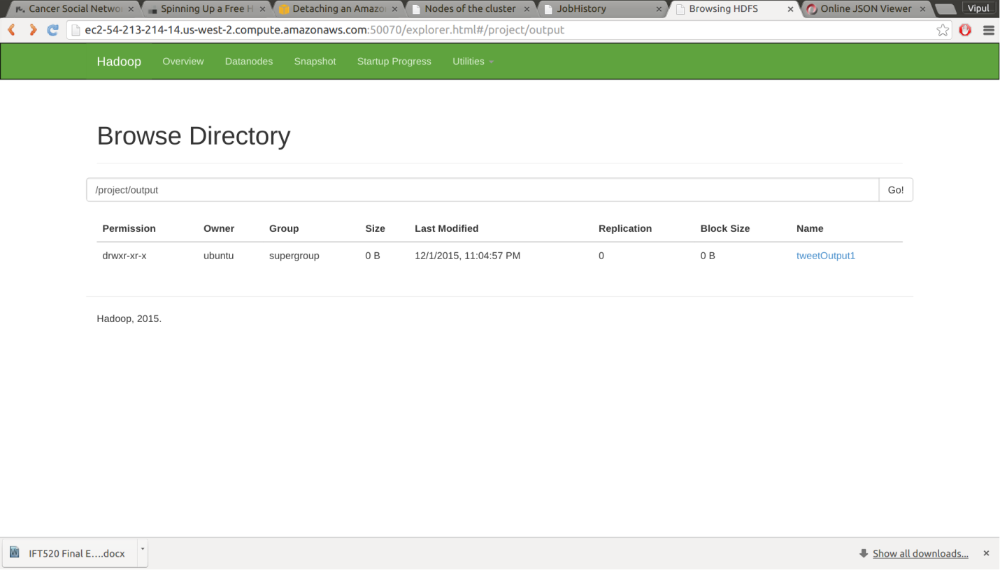 Cancer Social Netwo Spinning Up a Free H Detaching an Amazo Nodes of the cluster JobHistory Browsing HDFS Online JSON Viewer Vipul
ec2-54-213-214-14.us-west-2.compute.amazonaws.com:50070/explorer.html#/project/output
Hadoop Overview Datanodes Snapshot Startup Progress Utilities
Browse Directory
/project/output Go!
Permission Owner Group Size Last Modified Replication Block Size Name
drwxr-xr-x ubuntu supergroup 0 B 12/1/2015, 11:04:57 PM 0 0 B tweetOutput1
Hadoop, 2015.
IFT520 Final E....docx Show all downloads...